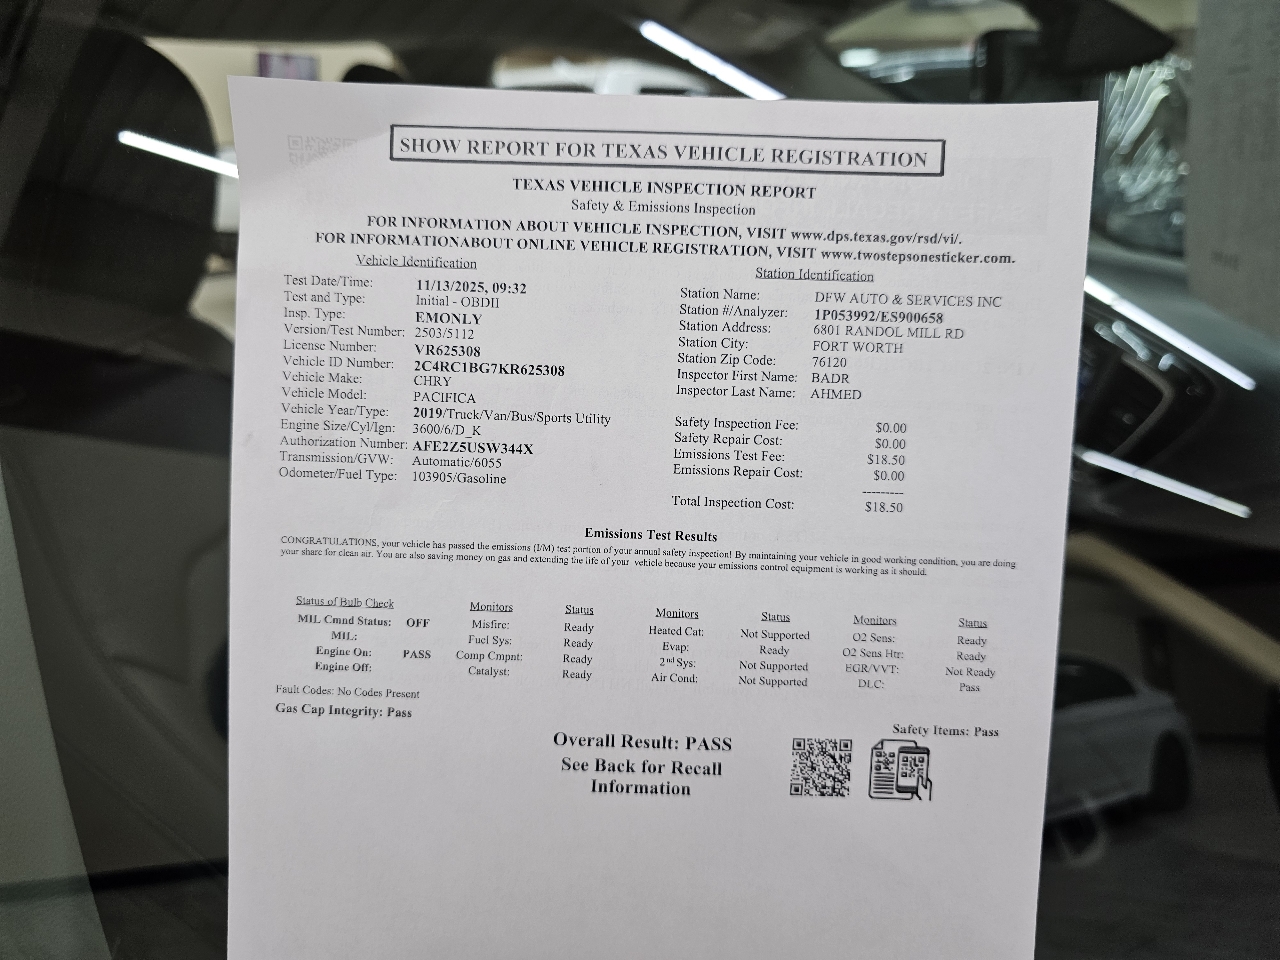 SHOW REPORT FOR TEXAS VEHICLE REGISTRATION
TEXAS VEHICLE INSPECTION REPORT
Safety & Emissions Inspection
FOR INFORMATION ABOUT VEHICLE INSPECTION, VISIT www.dps.texas.gov/rsd/vi/.
FOR INFORMATIONABOUT ONLINE VEHICLE REGISTRATION, VISIT www.twostepsonesticker.com.
Vehicle Identification
Test Date/Time: 11/13/2025, 09:32
Test and Type: Initial - OBDII
Insp. Type: EMONLY
Version/Test Number: 2503/5112
License Number: VR625308
Vehicle ID Number: 2C4RC1BG7KR625308
Vehicle Make: CHRY
Vehicle Model: PACIFICA
Vehicle Year/Type: 2019/Truck/Van/Bus/Sports Utility
Engine Size/Cyl/Ign: 3600/6/D_K
Authorization Number: AFE2Z5USW344X
Transmission/GVW: Automatic/6055
Odometer/Fuel Type: 103905/Gasoline
Station Identification
Station Name: DFW AUTO & SERVICES INC
Station #/Analyzer: 1P053992/ES900658
Station Address: 6801 RANDOL MILL RD
Station City: FORT WORTH
Station Zip Code: 76120
Inspector First Name: BADR
Inspector Last Name: AHMED
Safety Inspection Fee: $0.00
Safety Repair Cost: $0.00
Emissions Test Fee: $18.50
Emissions Repair Cost: $0.00
---------
Total Inspection Cost: $18.50
Emissions Test Results
CONGRATULATIONS, your vehicle has passed the emissions (I/M) test portion of your annual safety inspection! By maintaining your vehicle in good working condition, you are doing
your share for clean air. You are also saving money on gas and extending the life of your vehicle because your emissions control equipment is working as it should.
Status of Bulb Check Monitors Status Monitors Status Monitors Status
MIL Cmnd Status: OFF Misfire: Ready Heated Cat: Not Supported O2 Sens: Ready
MIL: Fuel Sys: Ready Evap: Ready O2 Sens Htr: Ready
Engine On: PASS Comp Cmpnt: Ready 2nd Sys: Not Supported EGR/VVT: Not Ready
Engine Off: Catalyst: Ready Air Cond: Not Supported DLC: Pass
Fault Codes: No Codes Present
Gas Cap Integrity: Pass
Safety Items: Pass
Overall Result: PASS
See Back for Recall
Information